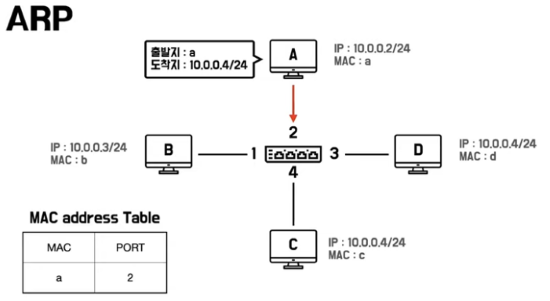 ARP
출발지 : a
도착지 : 10.0.0.4/24
A
IP : 10.0.0.2/24
MAC : a
2
IP : 10.0.0.3/24
MAC : b
B
1
3
D
IP : 10.0.0.4/24
MAC : d
4
C
IP : 10.0.0.4/24
MAC : c
MAC address Table
MAC PORT
a 2